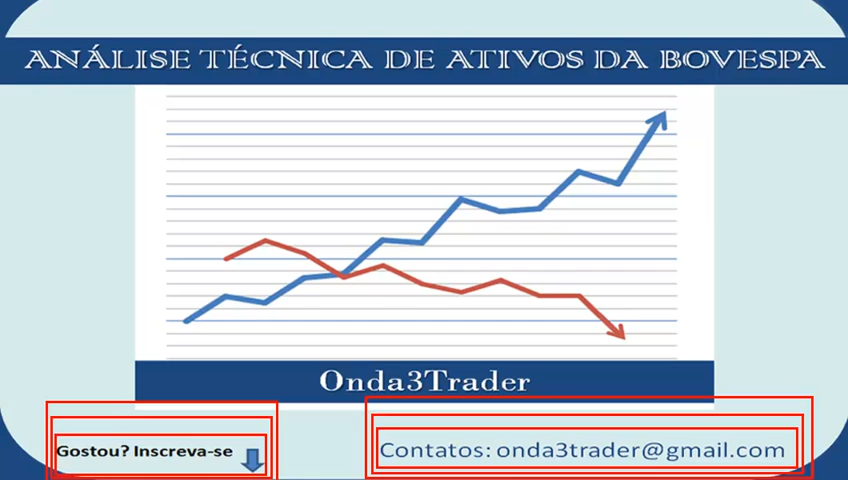 ANÁLISE TÉCNICA DE ATIVOS DA BOVESPA
Onda3Trader
Gostou? Inscreva-se
Contatos: onda3trader@gmail.com